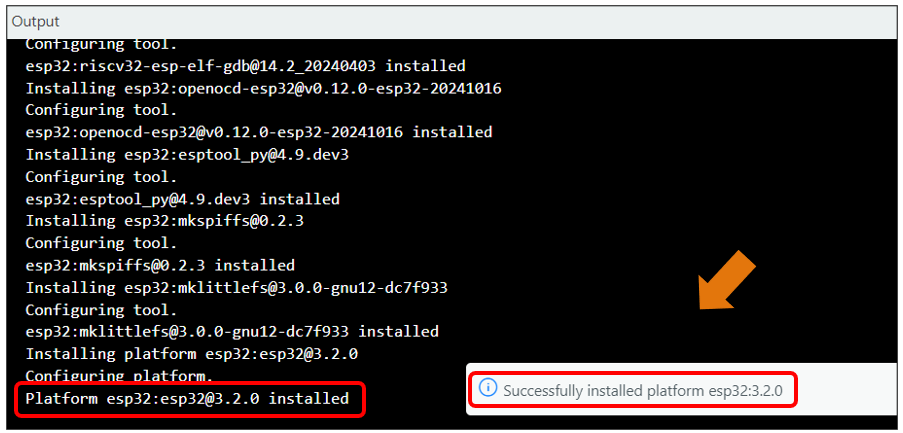 Output
Configuring tool.
esp32:riscv32-esp-elf-gdb@14.2_20240403 installed
Installing esp32:openocd-esp32@v0.12.0-esp32-20241016
Configuring tool.
esp32:openocd-esp32@v0.12.0-esp32-20241016 installed
Installing esp32:esptool_py@4.9.dev3
Configuring tool.
esp32:esptool_py@4.9.dev3 installed
Installing esp32:mkspiffs@0.2.3
Configuring tool.
esp32:mkspiffs@0.2.3 installed
Installing esp32:mklittlefs@3.0.0-gnu12-dc7f933
Configuring tool.
esp32:mklittlefs@3.0.0-gnu12-dc7f933 installed
Installing platform esp32:esp32@3.2.0
Configuring platform.
Platform esp32:esp32@3.2.0 installed
Successfully installed platform esp32:3.2.0